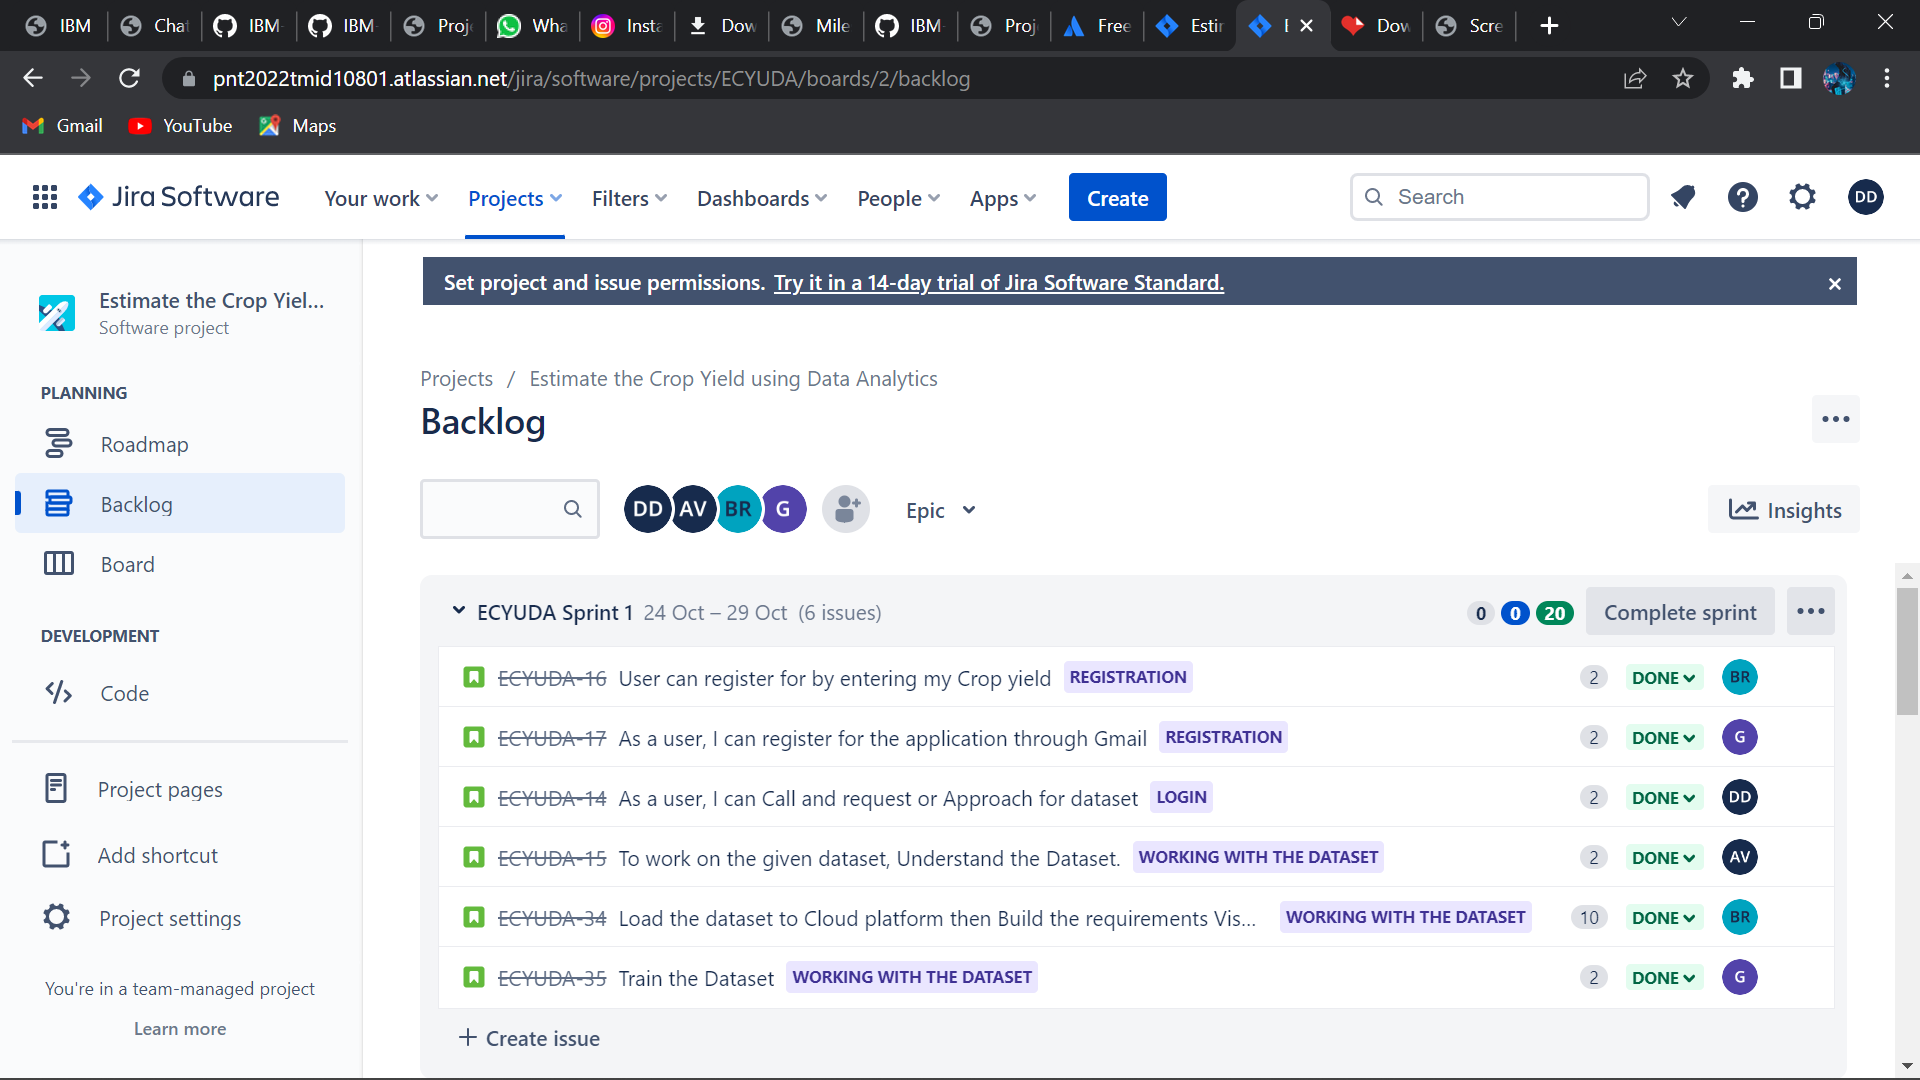 IBM Chat IBM- IBM- Proj Wha Insta Dow Mile IBM- Proj Free Estir Dow Scre
pnt2022tmid10801.atlassian.net/jira/software/projects/ECYUDA/boards/2/backlog
Gmail YouTube Maps
Jira Software Your work Projects Filters Dashboards People Apps Create Search DD
Set project and issue permissions. Try it in a 14-day trial of Jira Software Standard.
Estimate the Crop Yiel...
Software project
PLANNING
Roadmap
Backlog
Board
DEVELOPMENT
Code
Project pages
Add shortcut
Project settings
You're in a team-managed project
Learn more
Projects / Estimate the Crop Yield using Data Analytics
Backlog
DD AV BR G Epic Insights
ECYUDA Sprint 1 24 Oct – 29 Oct (6 issues) 0 0 20 Complete sprint
ECYUDA-16 User can register for by entering my Crop yield REGISTRATION 2 DONE BR
ECYUDA-17 As a user, I can register for the application through Gmail REGISTRATION 2 DONE G
ECYUDA-14 As a user, I can Call and request or Approach for dataset LOGIN 2 DONE DD
ECYUDA-15 To work on the given dataset, Understand the Dataset. WORKING WITH THE DATASET 2 DONE AV
ECYUDA-34 Load the dataset to Cloud platform then Build the requirements Vis... WORKING WITH THE DATASET 10 DONE BR
ECYUDA-35 Train the Dataset WORKING WITH THE DATASET 2 DONE G
+ Create issue